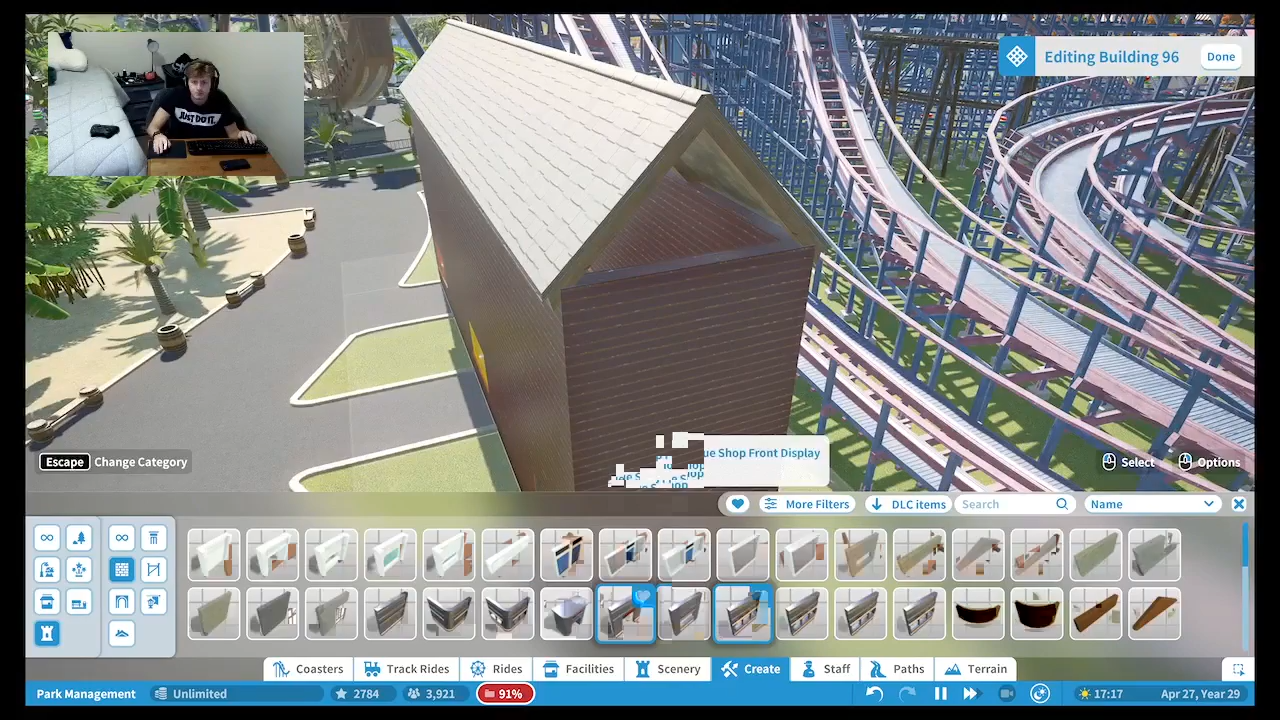 JUST DO IT.
Editing Building 96
Done
Escape
Change Category
ue Shop Front Display
Select
Options
More Filters
DLC items
Search
Name
Coasters
Track Rides
Rides
Facilities
Scenery
Create
Staff
Paths
Terrain
Park Management
Unlimited
2784
3,921
91%
17:17
Apr 27, Year 29